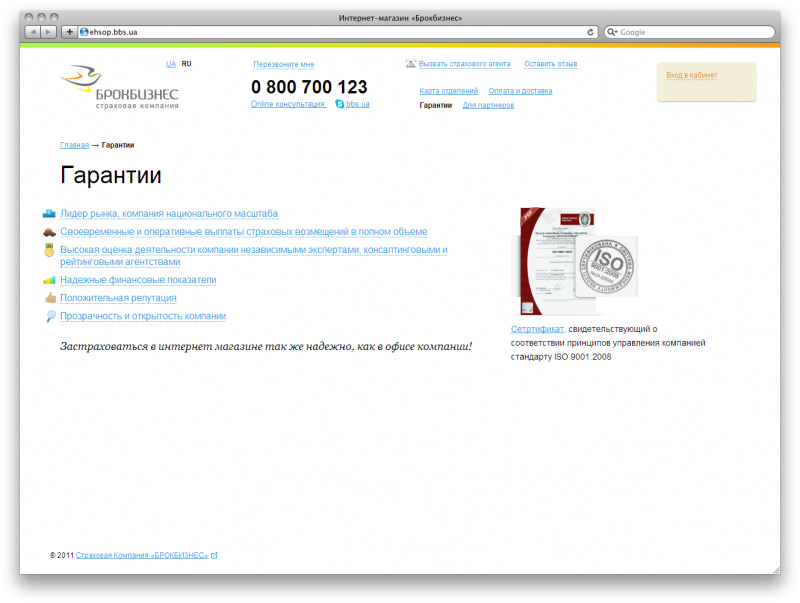 Интернет–магазин «Брокбизнес»
ehsop.bbs.ua
Google
UA RU
Перезвоните мне
Вызвать страхового агента Оставить отзыв
Вход в кабинет
БРОКБИЗНЕС
страховая компания
0 800 700 123
Online консультация bbs.ua
Карта отделений Оплата и доставка
Гарантии Для партнеров
Главная → Гарантии
Гарантии
Лидер рынка, компания национального масштаба
Своевременные и оперативные выплаты страховых возмещений в полном объеме
Высокая оценка деятельности компании независимыми экспертами, консалтинговыми и
рейтинговыми агентствами
Надежные финансовые показатели
Положительная репутация
Прозрачность и открытость компании
Застраховаться в интернет магазине так же надежно, как в офисе компании!
ISO
9001:2008
Сетртификат, свидетельствующий о
соответствии принципов управления компанией
стандарту ISO 9001:2008
© 2011 Страховая Компания «БРОКБИЗНЕС»